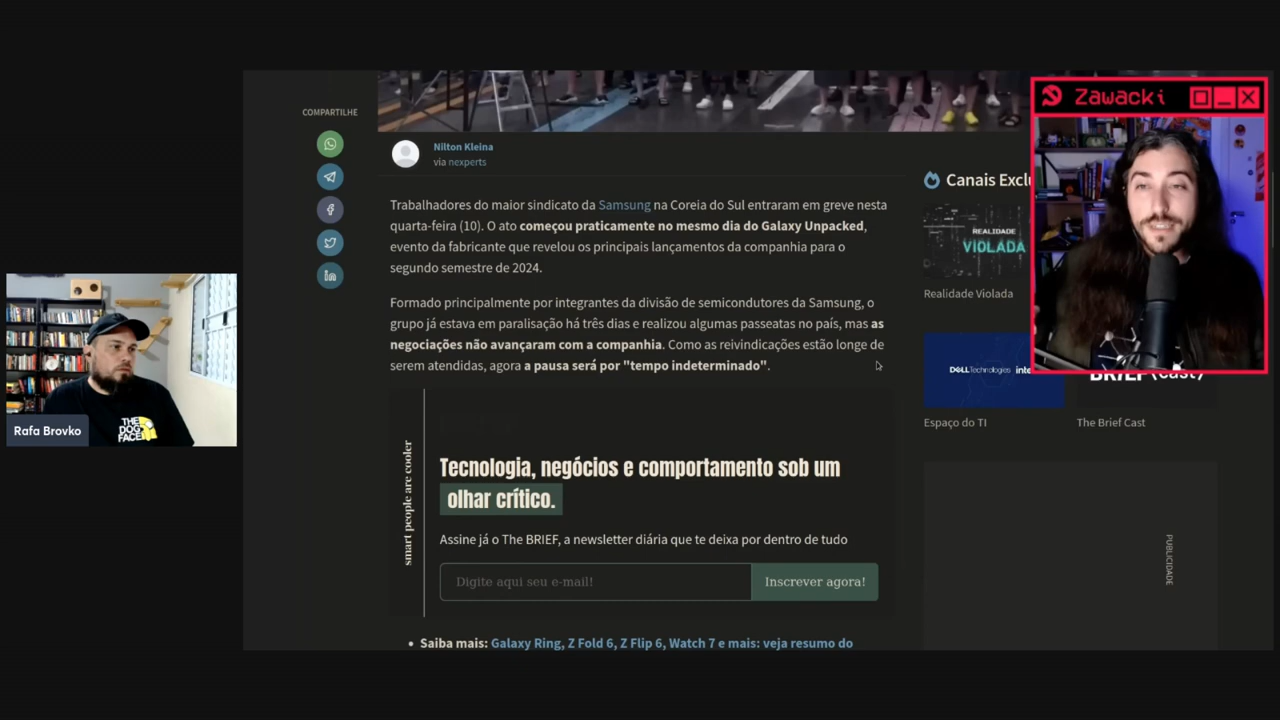 COMPARTILHE
Nilton Kleina
via nexperts
Trabalhadores do maior sindicato da Samsung na Coreia do Sul entraram em greve nesta
quarta-feira (10). O ato começou praticamente no mesmo dia do Galaxy Unpacked,
evento da fabricante que revelou os principais lançamentos da companhia para o
segundo semestre de 2024.
Formado principalmente por integrantes da divisão de semicondutores da Samsung, o
grupo já estava em paralisação há três dias e realizou algumas passeatas no país, mas as
negociações não avançaram com a companhia. Como as reivindicações estão longe de
serem atendidas, agora a pausa será por "tempo indeterminado".
smart people are cooler
Tecnologia, negócios e comportamento sob um
olhar crítico.
Assine já o The BRIEF, a newsletter diária que te deixa por dentro de tudo
Digite aqui seu e-mail!
Inscrever agora!
• Saiba mais: Galaxy Ring, Z Fold 6, Z Flip 6, Watch 7 e mais: veja resumo do
Canais Exclu
REALIDADE
VIOLADA
Realidade Violada
DELL Technologies inte
Espaço do TI
The Brief Cast
PUBLICIDADE
Zawacki
Rafa Brovko
THE
DOG
FACE